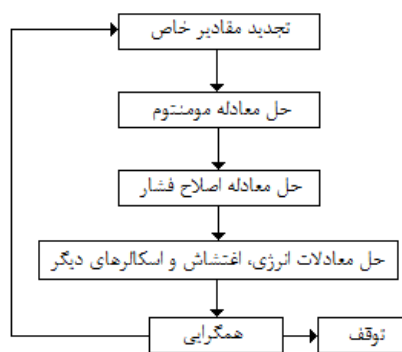 تجدید مقادیر خاص
حل معادله مومنتوم
حل معادله اصلاح فشار
حل معادلات انرژی، اغتشاش و اسکالرهای دیگر
همگرایی
توقف